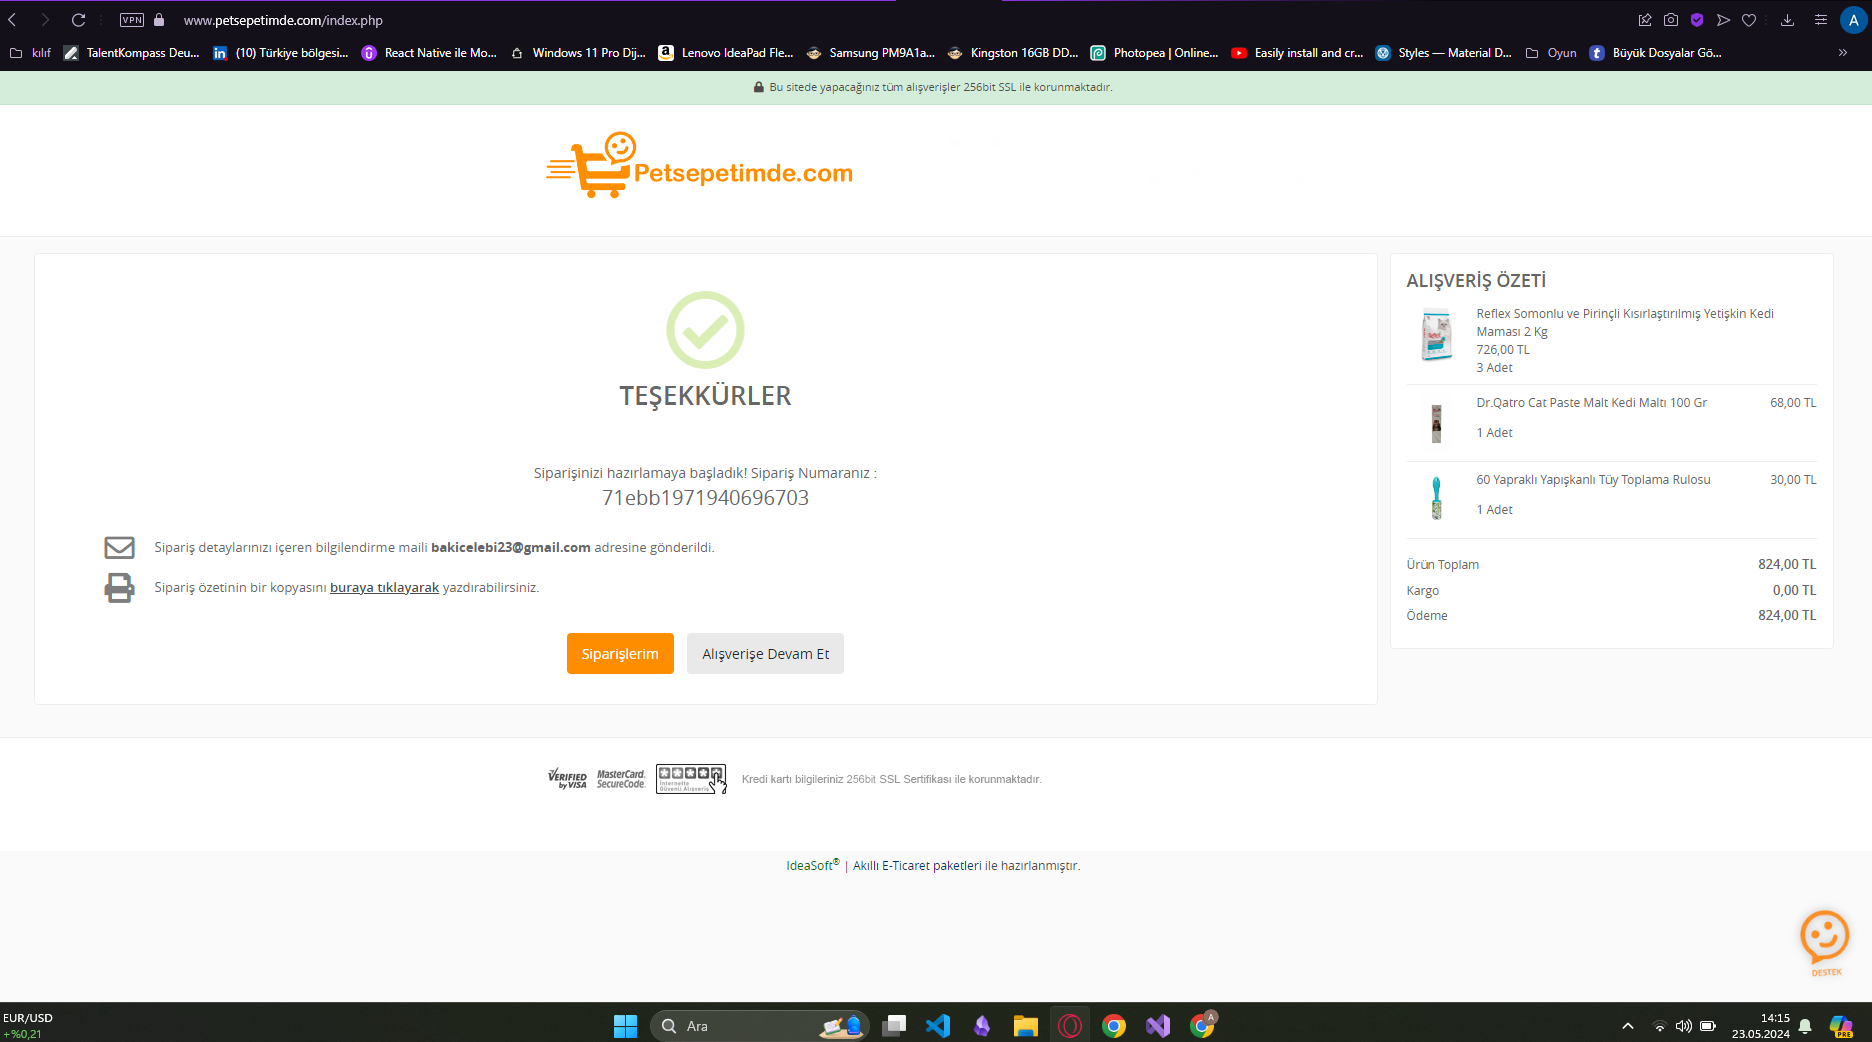 VPN
www.petsepetimde.com/index.php
A
kılıf
TalentKompass Deu...
(10) Türkiye bölgesi...
React Native ile Mo...
Windows 11 Pro Dij...
Lenovo IdeaPad Fle...
Samsung PM9A1a...
Kingston 16GB DD...
Photopea | Online...
Easily install and cr...
Styles — Material D...
Oyun
Büyük Dosyalar Gö...
Bu sitede yapacağınız tüm alışverişler 256bit SSL ile korunmaktadır.
Petsepetimde.com
TEŞEKKÜRLER
Siparişinizi hazırlamaya başladık! Sipariş Numaranız :
71ebb1971940696703
Sipariş detaylarınızı içeren bilgilendirme maili bakicelebi23@gmail.com adresine gönderildi.
Sipariş özetinin bir kopyasını buraya tıklayarak yazdırabilirsiniz.
Siparişlerim
Alışverişe Devam Et
ALIŞVERİŞ ÖZETİ
Reflex Somonlu ve Pirinçli Kısırlaştırılmış Yetişkin Kedi
Maması 2 Kg
726,00 TL
3 Adet
Dr.Qatro Cat Paste Malt Kedi Maltı 100 Gr 68,00 TL
1 Adet
60 Yapraklı Yapışkanlı Tüy Toplama Rulosu 30,00 TL
1 Adet
Ürün Toplam 824,00 TL
Kargo 0,00 TL
Ödeme 824,00 TL
VERIFIED
by VISA
MasterCard.
SecureCode.
İnternette
Güvenli Alışveriş
Kredi kartı bilgileriniz 256bit SSL Sertifikası ile korunmaktadır.
IdeaSoft® | Akıllı E-Ticaret paketleri ile hazırlanmıştır.
DESTEK
EUR/USD
+%0,21
Ara
A
14:15
23.05.2024
PRE